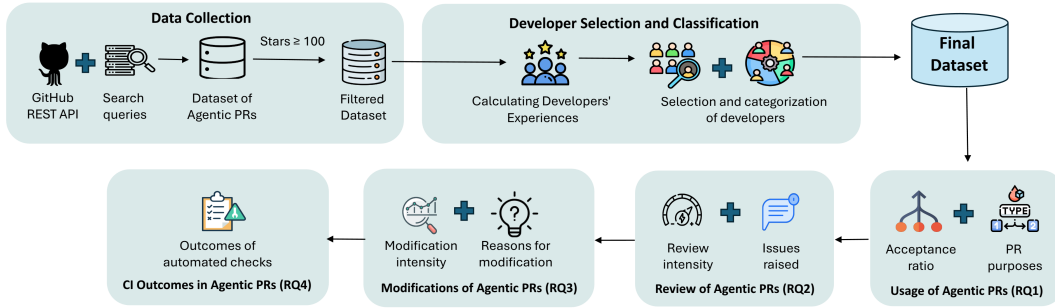 Data Collection
GitHub
REST API
Search
queries
Dataset of
Agentic PRs
Stars ≥ 100
Filtered
Dataset
Developer Selection and Classification
Calculating Developers'
Experiences
Selection and categorization
of developers
Final
Dataset
Outcomes of
automated checks
CI Outcomes in Agentic PRs (RQ4)
Modification
intensity
Reasons for
modification
Modifications of Agentic PRs (RQ3)
Review
intensity
Issues
raised
Review of Agentic PRs (RQ2)
Acceptance
ratio
TYPE
1
2
PR
purposes
Usage of Agentic PRs (RQ1)